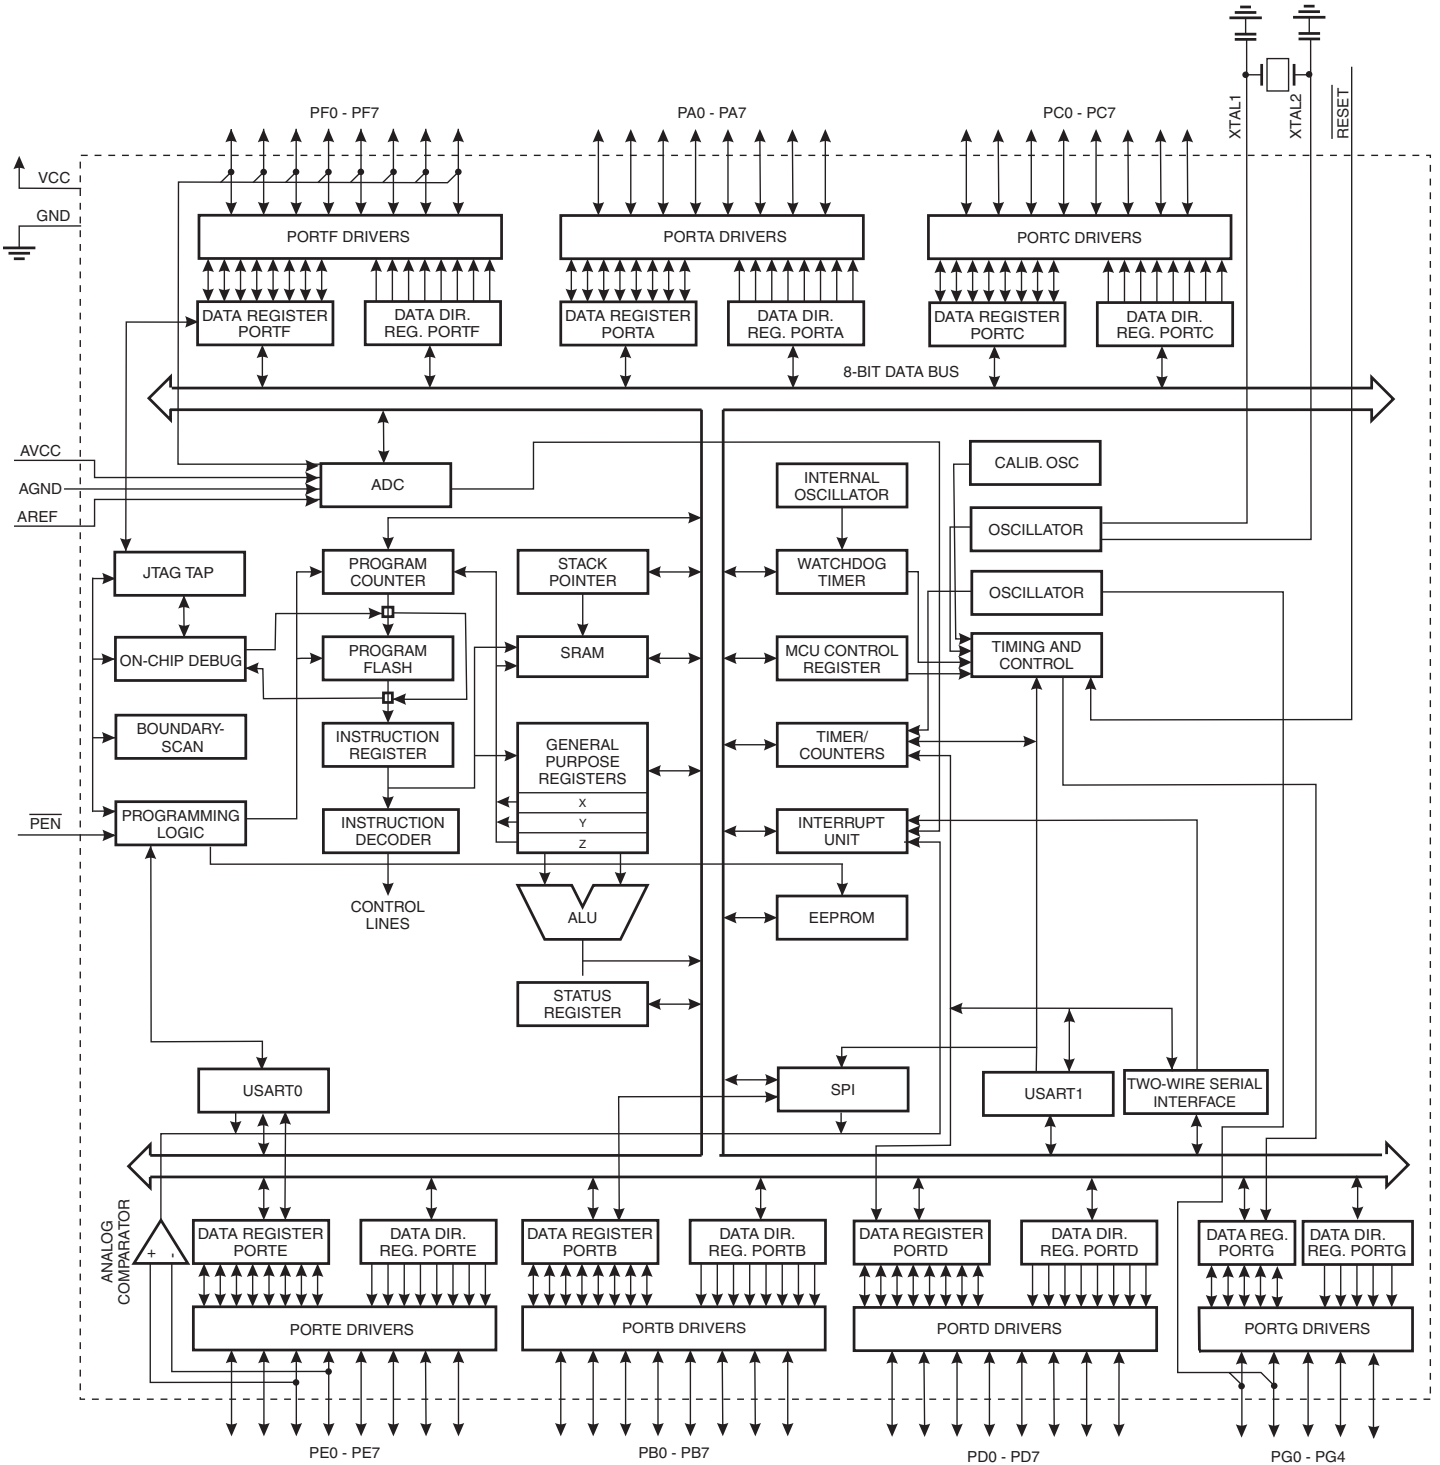 XTAL1
XTAL2
RESET
PF0 - PF7
PA0 - PA7
PC0 - PC7
VCC
GND
PORTF DRIVERS
PORTA DRIVERS
PORTC DRIVERS
DATA REGISTER
PORTF
DATA DIR.
REG. PORTF
DATA REGISTER
PORTA
DATA DIR.
REG. PORTA
DATA REGISTER
PORTC
DATA DIR.
REG. PORTC
8-BIT DATA BUS
AVCC
AGND
AREF
ADC
INTERNAL
OSCILLATOR
CALIB. OSC
OSCILLATOR
JTAG TAP
PROGRAM
COUNTER
STACK
POINTER
WATCHDOG
TIMER
OSCILLATOR
ON-CHIP DEBUG
PROGRAM
FLASH
SRAM
MCU CONTROL
REGISTER
TIMING AND
CONTROL
BOUNDARY-
SCAN
INSTRUCTION
REGISTER
GENERAL
PURPOSE
REGISTERS
X
Y
Z
TIMER/
COUNTERS
PEN
PROGRAMMING
LOGIC
INSTRUCTION
DECODER
INTERRUPT
UNIT
CONTROL
LINES
ALU
EEPROM
STATUS
REGISTER
USART0
SPI
USART1
TWO-WIRE SERIAL
INTERFACE
ANALOG
COMPARATOR
+
-
DATA REGISTER
PORTE
DATA DIR.
REG. PORTE
DATA REGISTER
PORTB
DATA DIR.
REG. PORTB
DATA REGISTER
PORTD
DATA DIR.
REG. PORTD
DATA REG.
PORTG
DATA DIR.
REG. PORTG
PORTE DRIVERS
PORTB DRIVERS
PORTD DRIVERS
PORTG DRIVERS
PE0 - PE7
PB0 - PB7
PD0 - PD7
PG0 - PG4